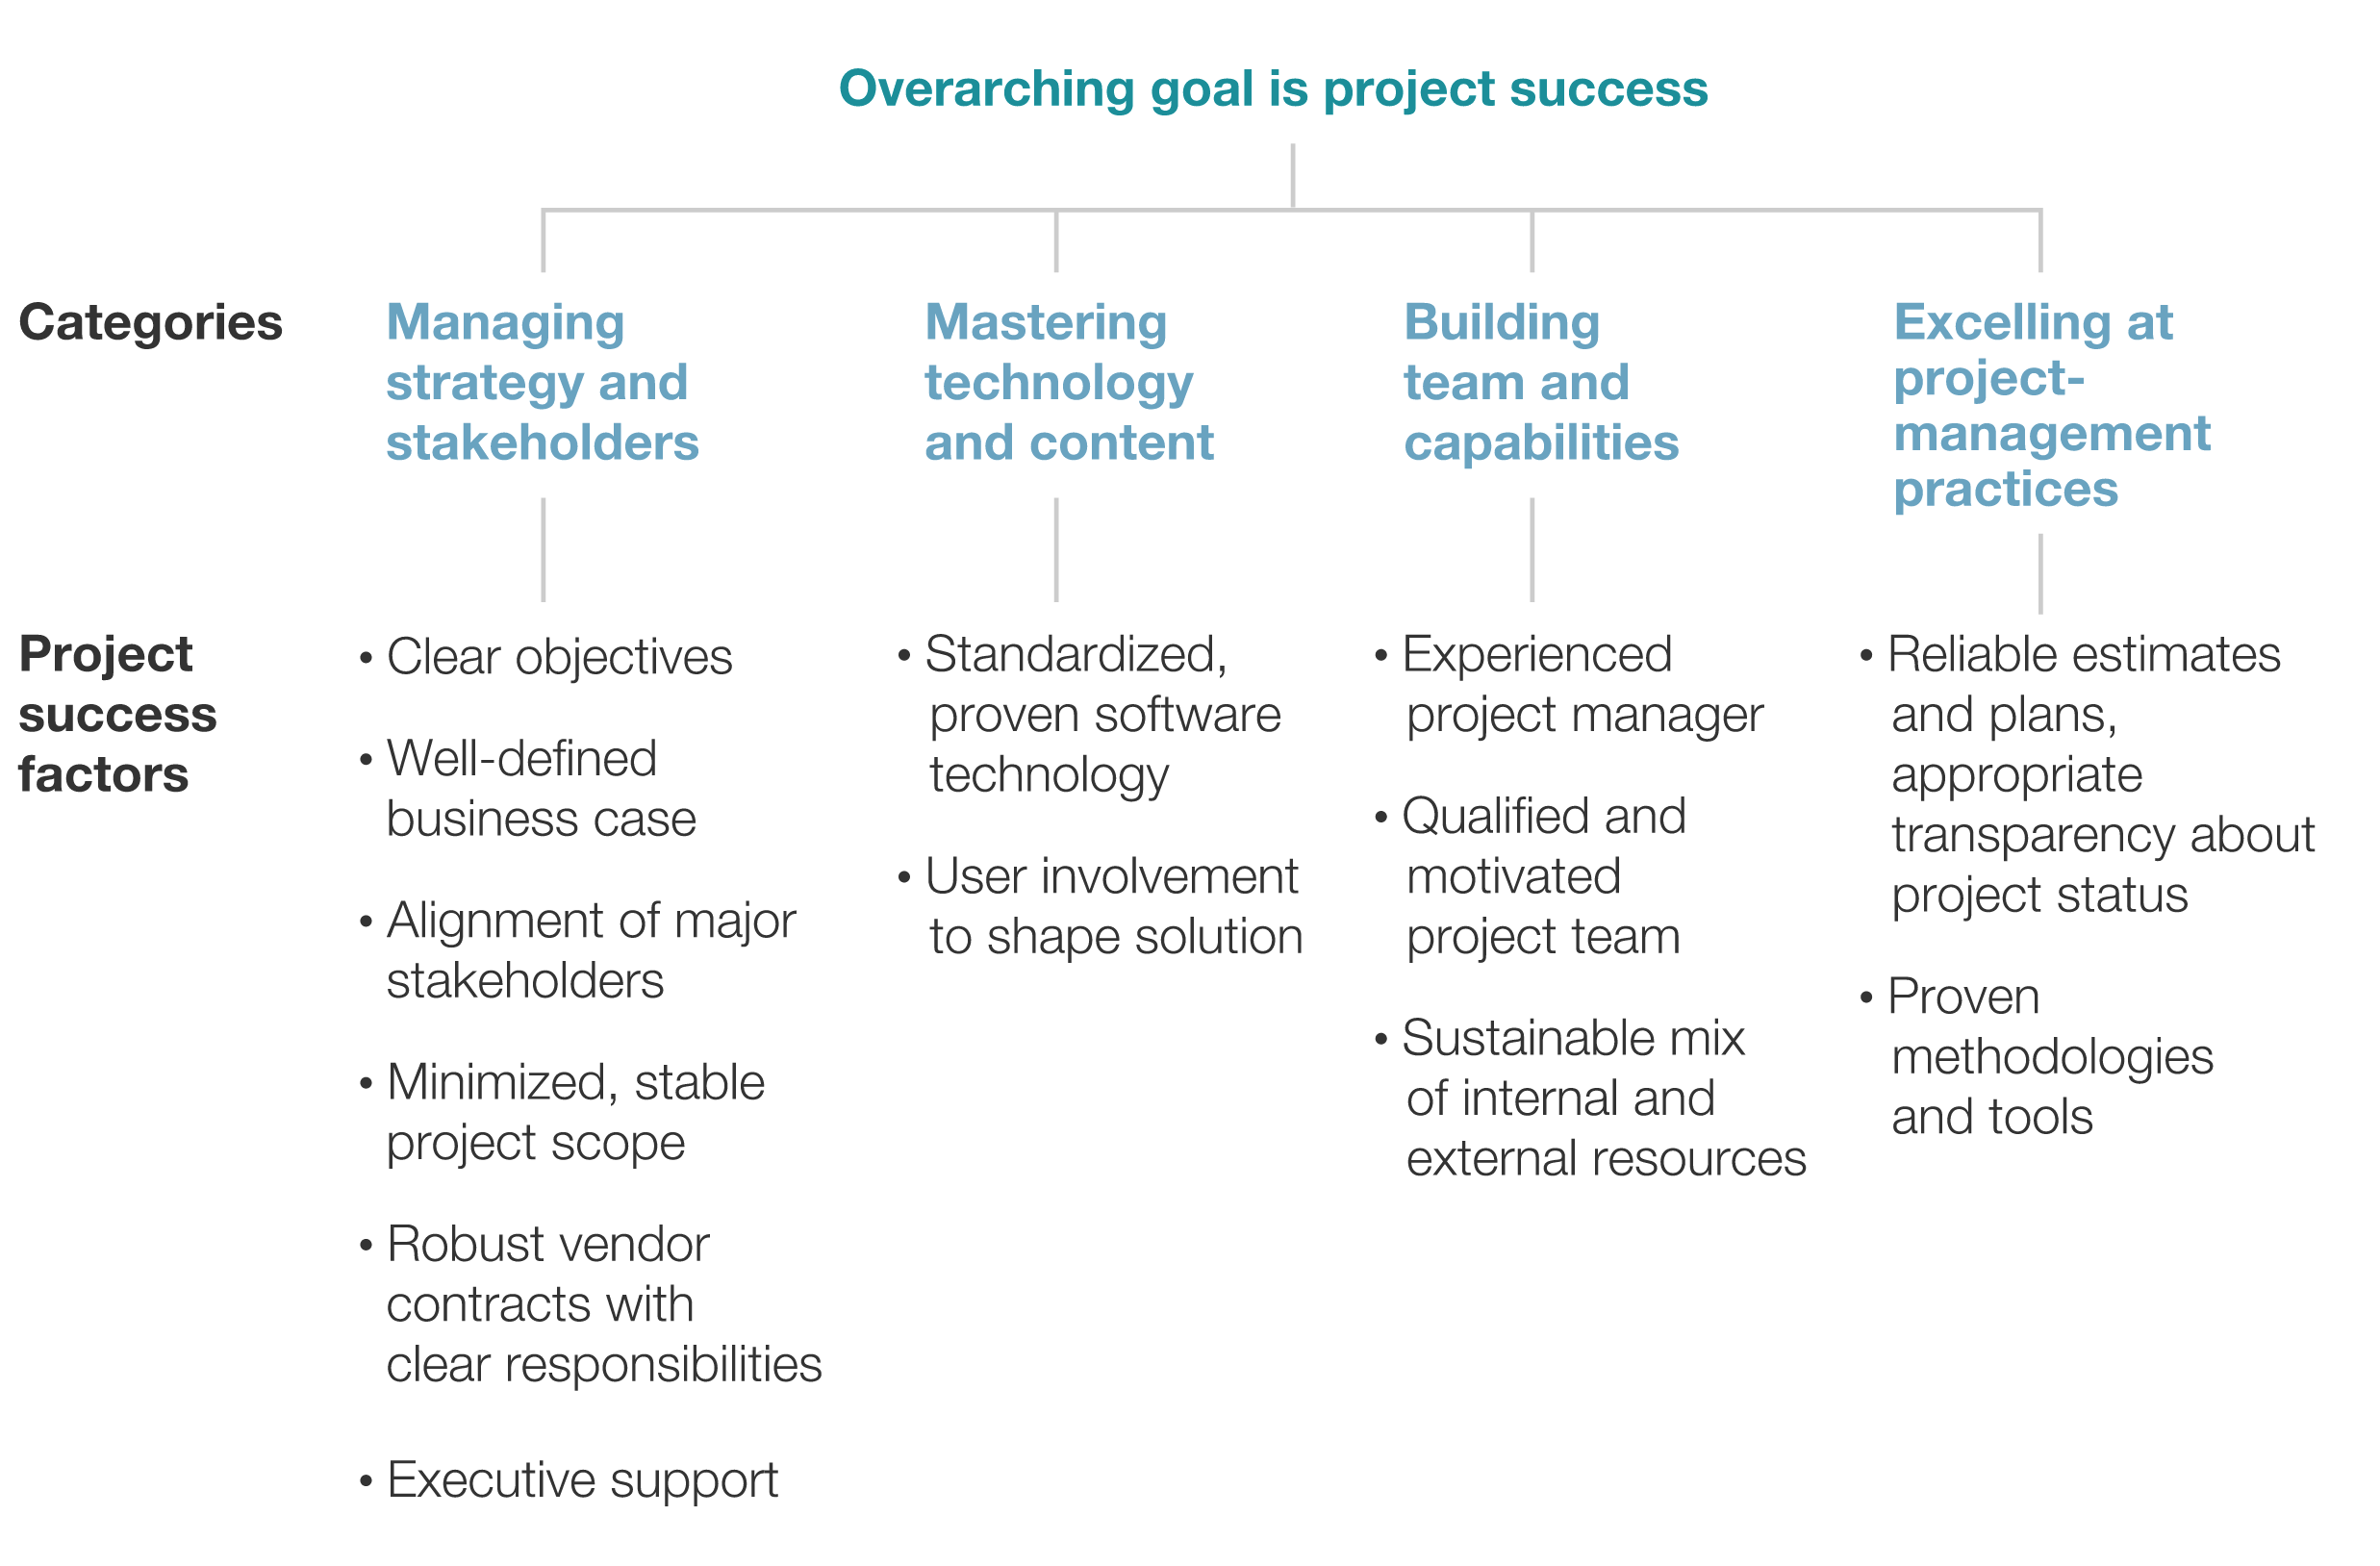 Overarching goal is project success
Categories
Managing
strategy and
stakeholders
Mastering
technology
and content
Building
team and
capabilities
Excelling at
project-
management
practices
Project
success
factors
• Clear objectives
• Well-defined
business case
• Alignment of major
stakeholders
• Minimized, stable
project scope
• Robust vendor
contracts with
clear responsibilities
• Executive support
• Standardized,
proven software
technology
• User involvement
to shape solution
• Experienced
project manager
• Qualified and
motivated
project team
• Sustainable mix
of internal and
external resources
• Reliable estimates
and plans,
appropriate
transparency about
project status
• Proven
methodologies
and tools